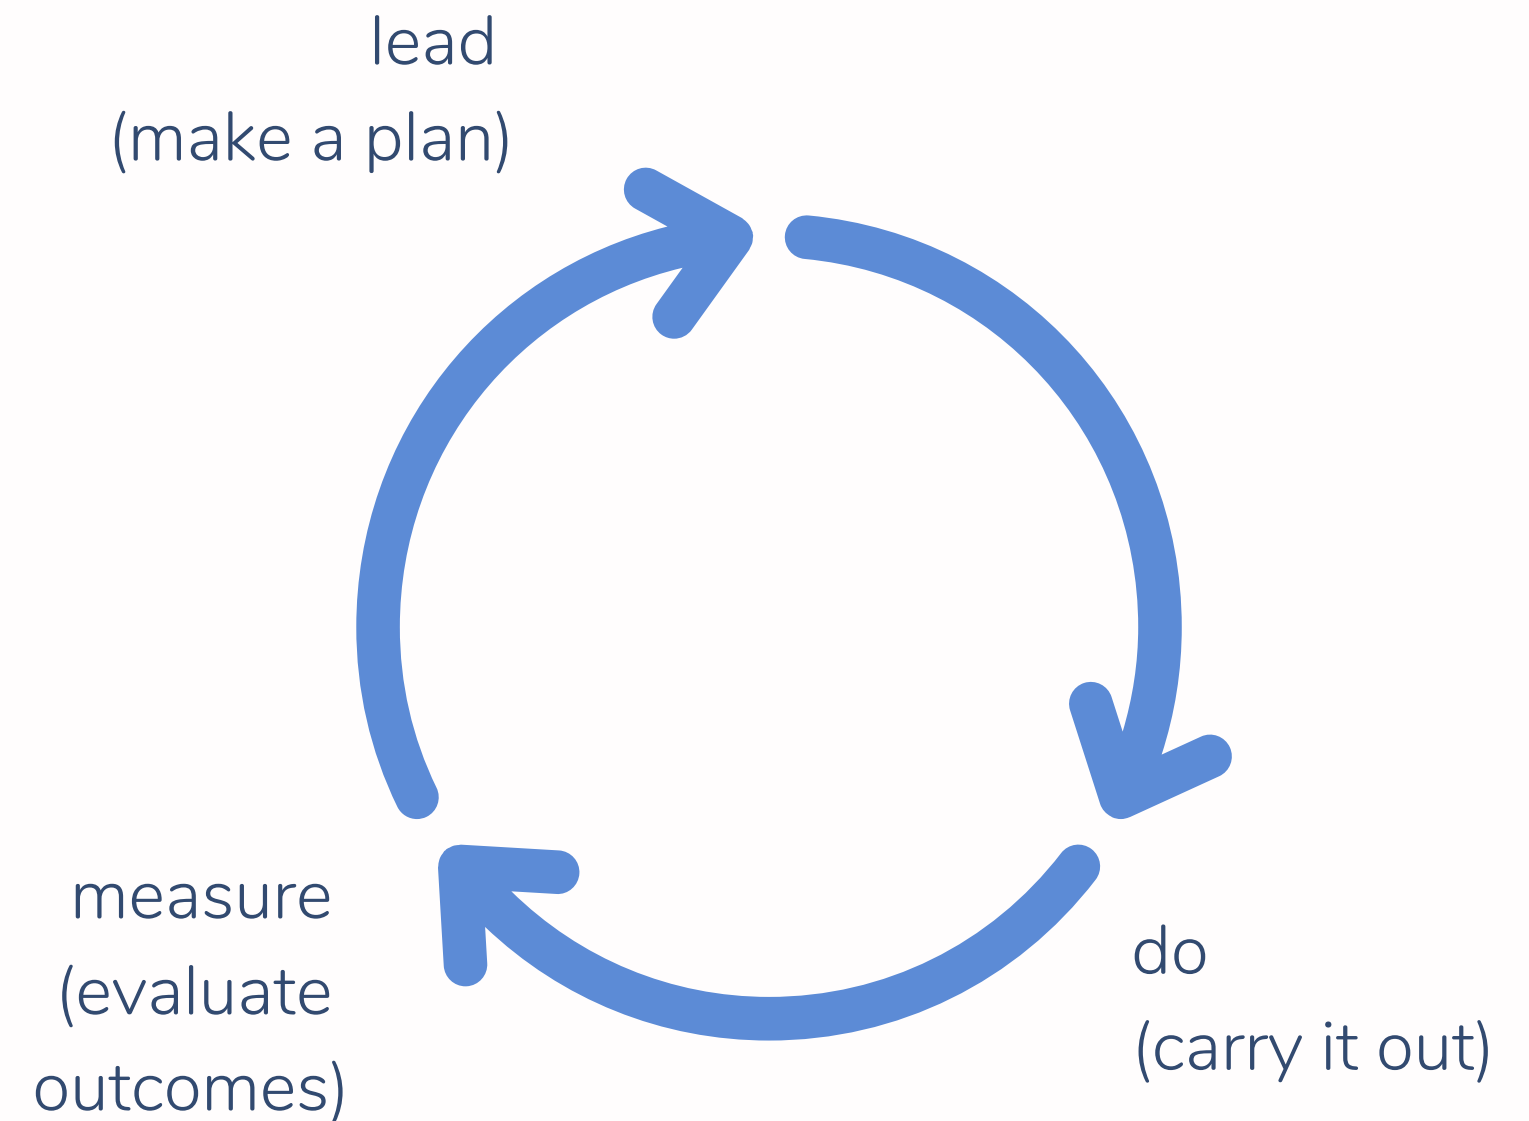 lead
(make a plan)
do
(carry it out)
measure
(evaluate
outcomes)